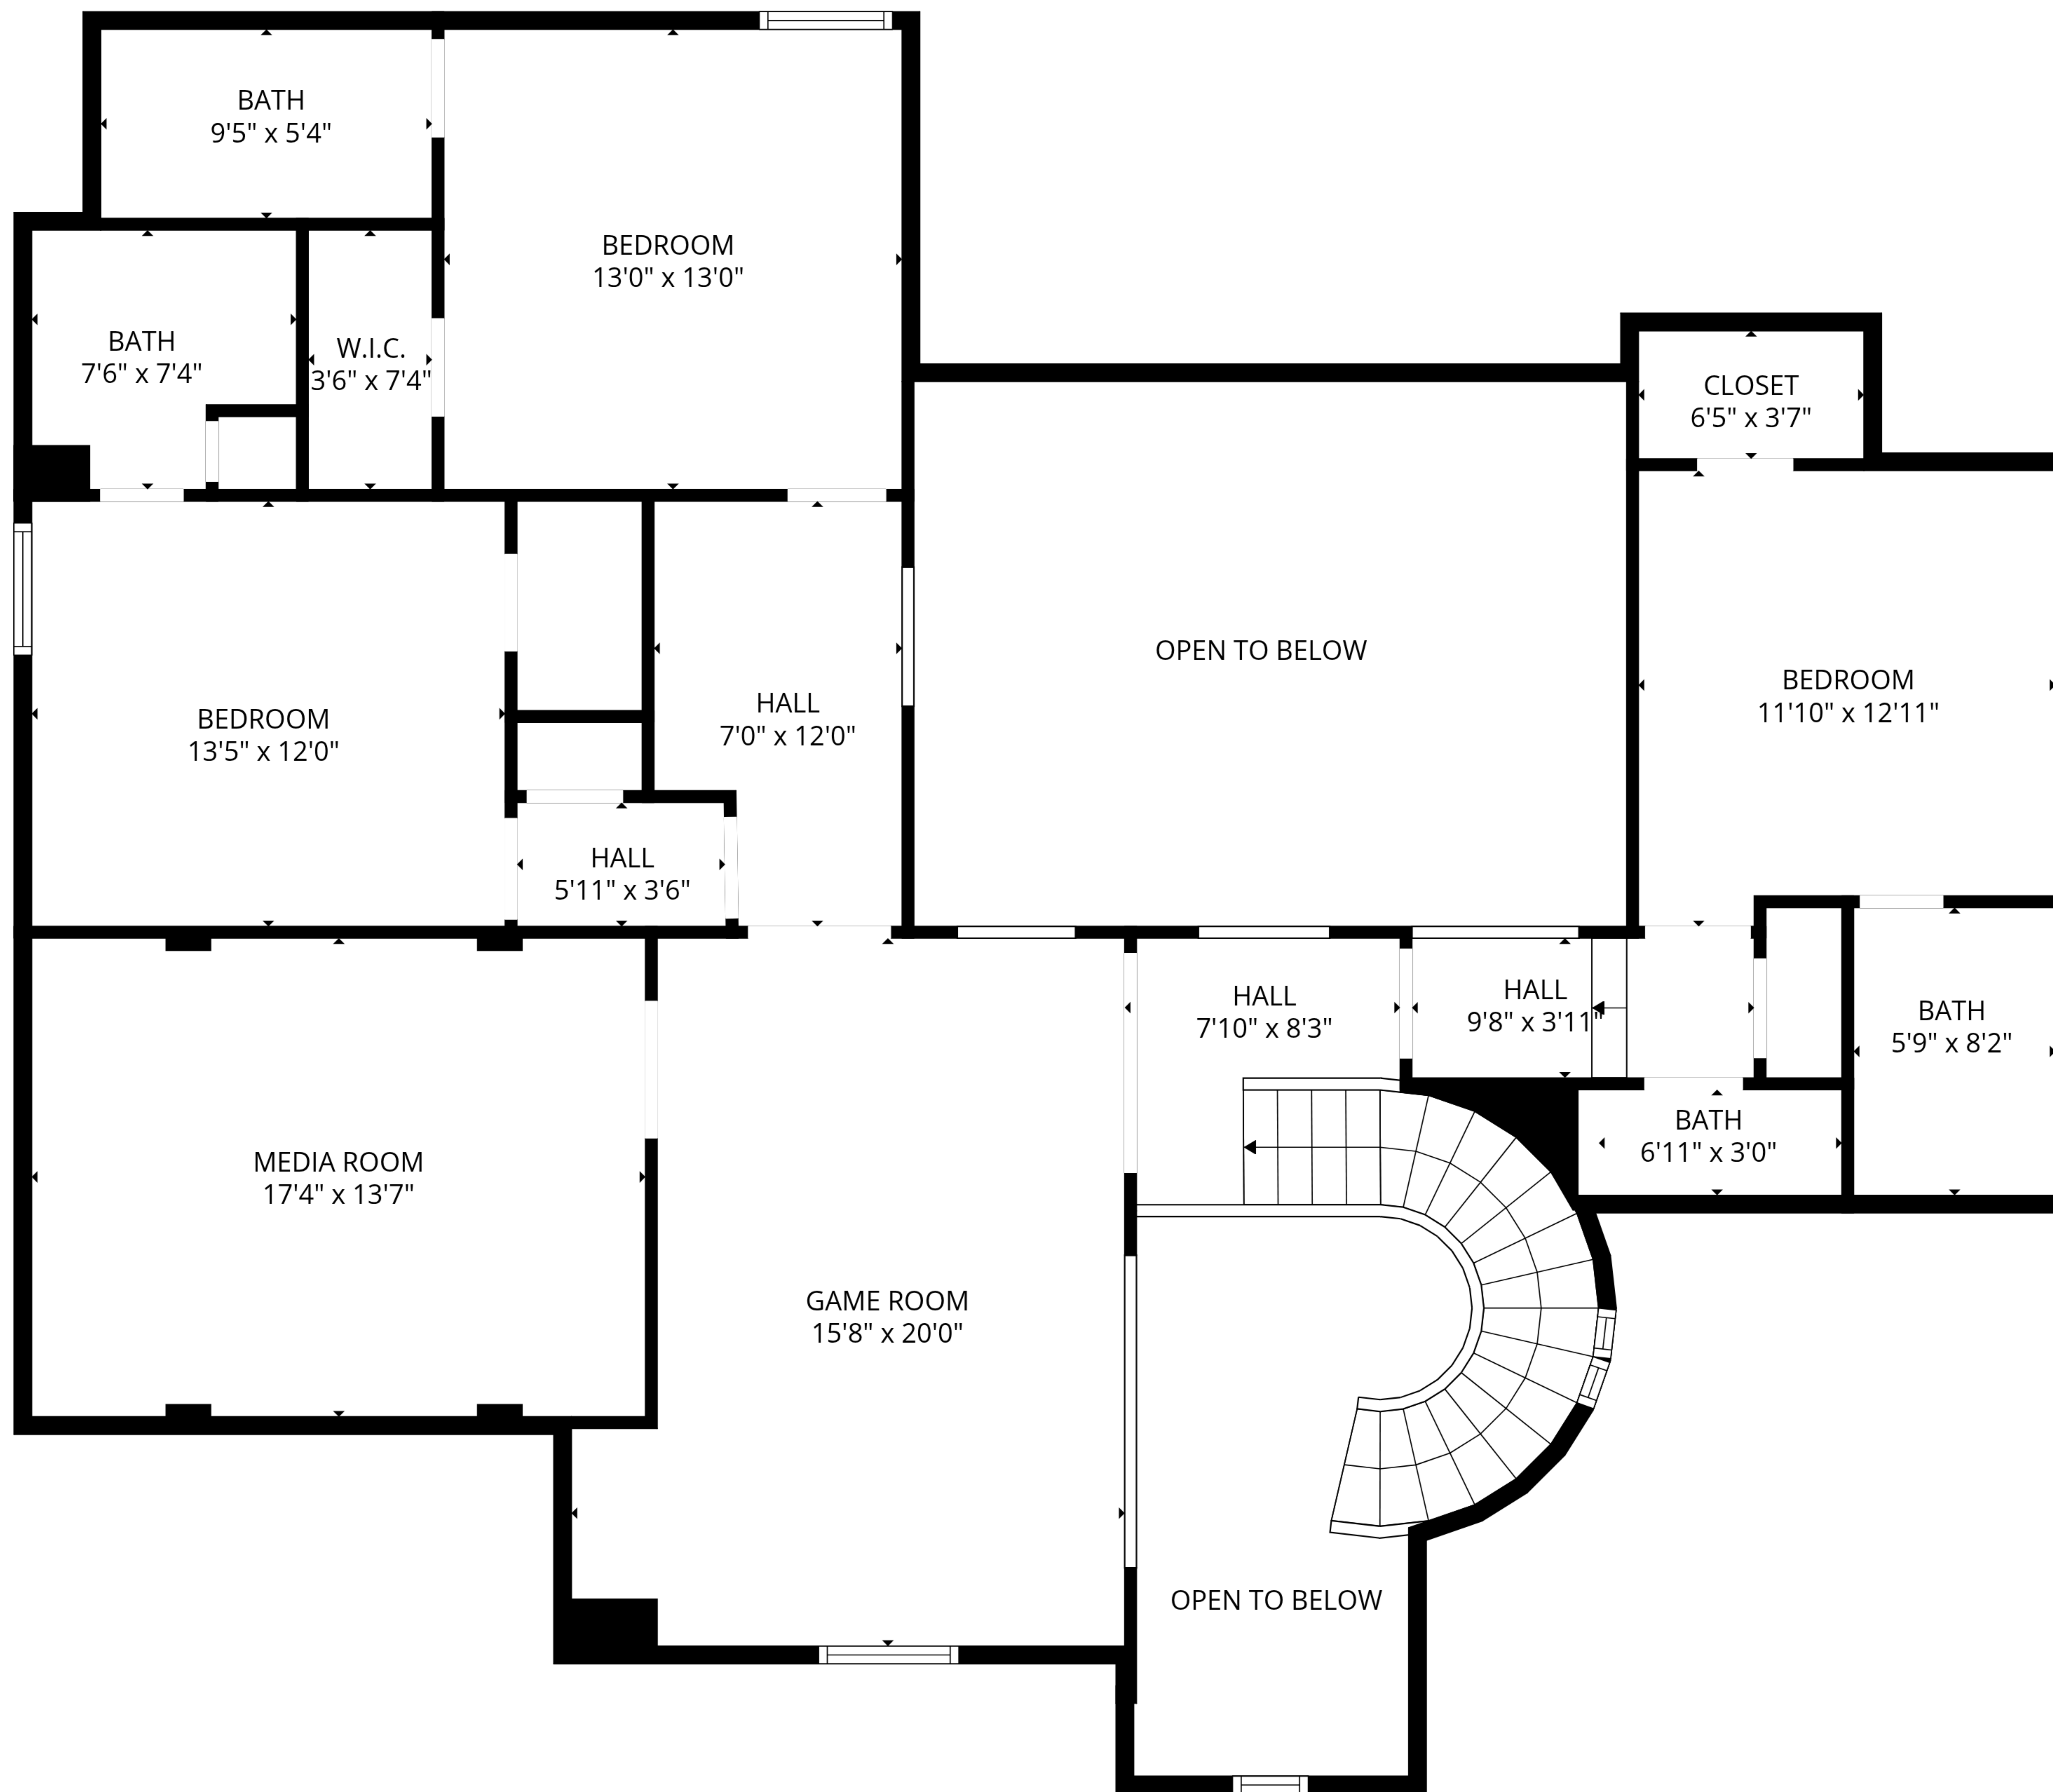 BATH
9'5" x 5'4"
BEDROOM
13'0" x 13'0"
BATH
7'6" x 7'4"
W.I.C.
3'6" x 7'4"
CLOSET
6'5" x 3'7"
OPEN TO BELOW
BEDROOM
11'10" x 12'11"
HALL
7'0" x 12'0"
BEDROOM
13'5" x 12'0"
HALL
5'11" x 3'6"
HALL
7'10" x 8'3"
HALL
9'8" x 3'11"
BATH
5'9" x 8'2"
BATH
6'11" x 3'0"
MEDIA ROOM
17'4" x 13'7"
GAME ROOM
15'8" x 20'0"
OPEN TO BELOW